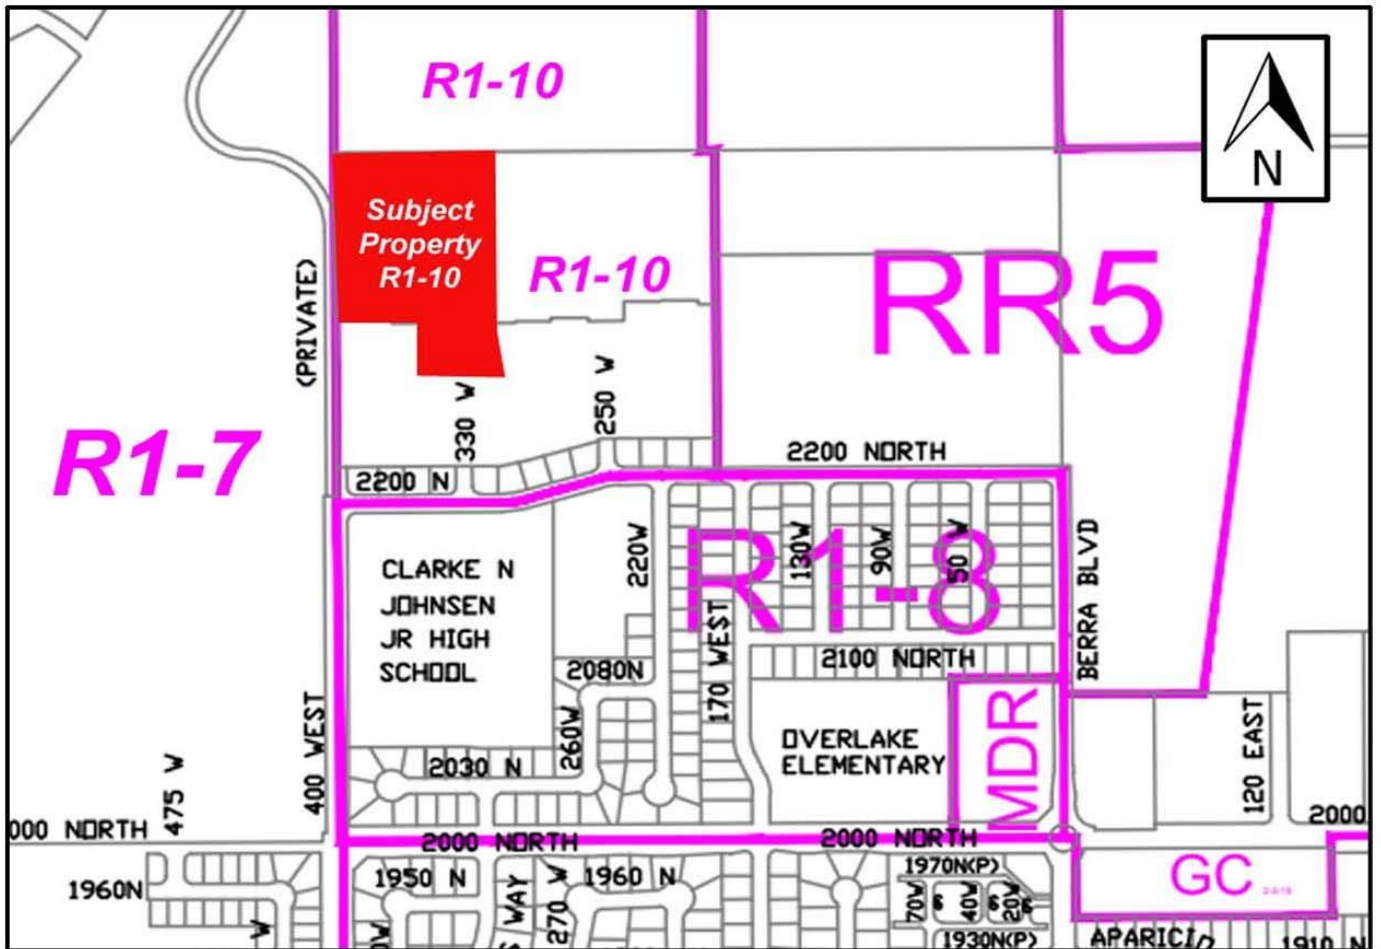 R1-10
N
Subject
Property
R1-10
R1-10
RR5
(PRIVATE)
330 W
250 W
R1-7
2200 NORTH
2200 N
CLARKE N
JOHNSEN
JR HIGH
SCHOOL
220W
R1-8
130W
90W
50 W
BERRA BLVD
170 WEST
2100 NORTH
2080N
260W
400 WEST
475 W
2030 N
OVERLAKE
ELEMENTARY
MDR
120 EAST
000 NORTH
2000 NORTH
2000 NORTH
2000
1960N
1950 N
1960 N
1970N(P)
GC
W
0W
S WAY
270 W
70W
40W
20W
1930N(P)
APARICIO
1910 N